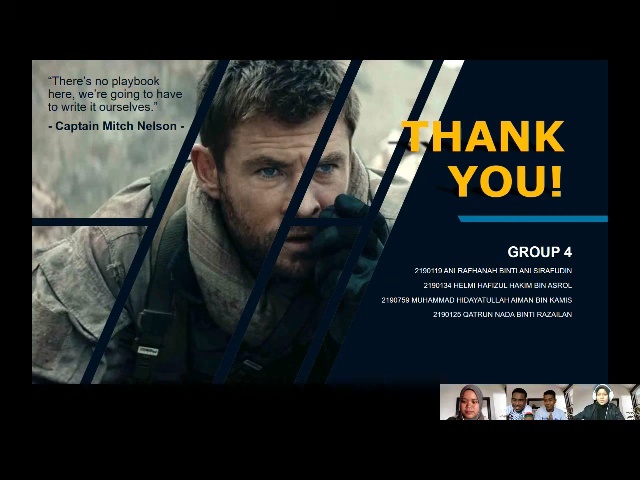 “There’s no playbook
here, we’re going to have
to write it ourselves.”
- Captain Mitch Nelson -
THANK
YOU!
GROUP 4
2190119 ANI RAEHANAH BINTI ANI SIRAEUDIN
2190134 HELMI HAFIZUL HAKIM BIN ASROL
2190759 MUHAMMAD HIDAYATULLAH AIMAN BIN KAMIS
2190125 QATRUN NADA BINTI RAZAILAN